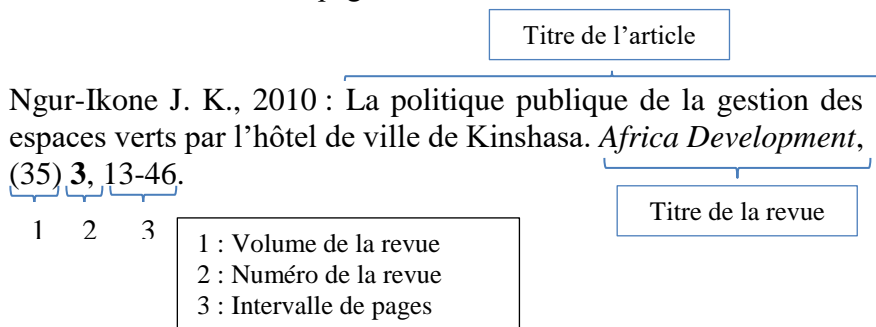 Titre de l’article
Ngur-Ikone J. K., 2010 : La politique publique de la gestion des
espaces verts par l’hôtel de ville de Kinshasa. Africa Development,
(35) 3, 13-46.
Titre de la revue
1 2 3
1 : Volume de la revue
2 : Numéro de la revue
3 : Intervalle de pages